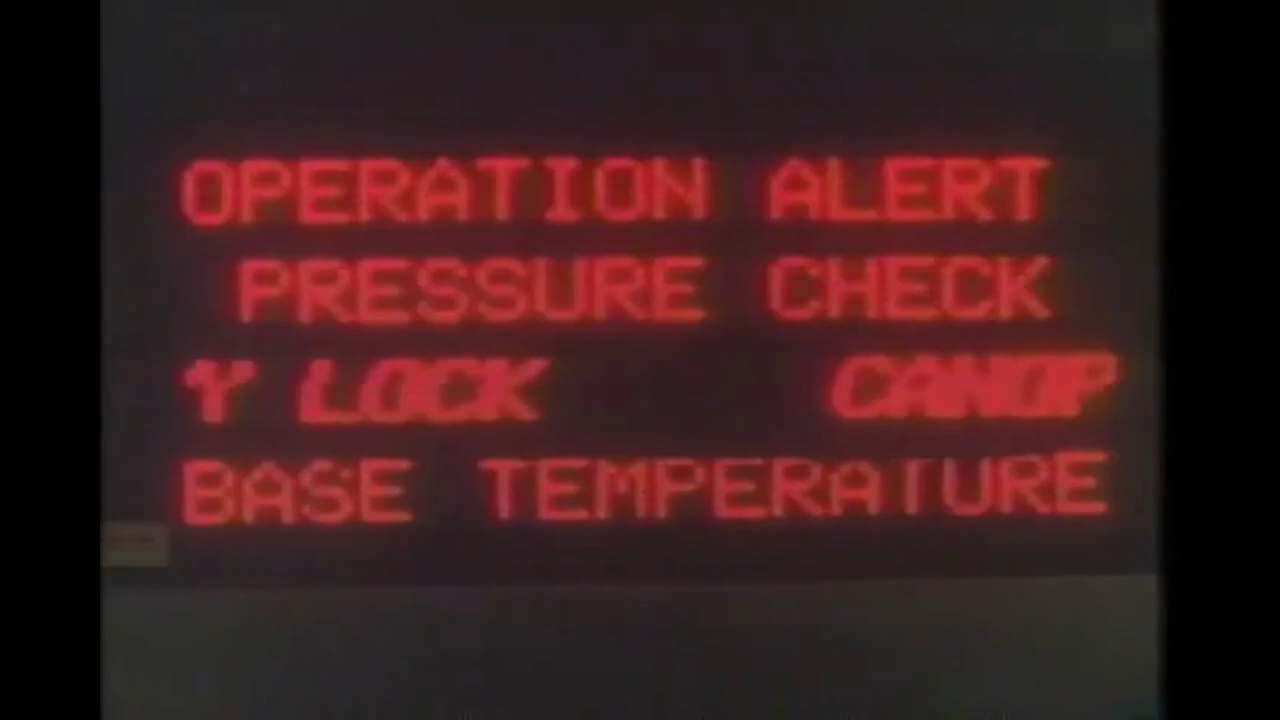 OPERATION ALERT
PRESSURE CHECK
Y LOCK CANOP
BASE TEMPERATURE